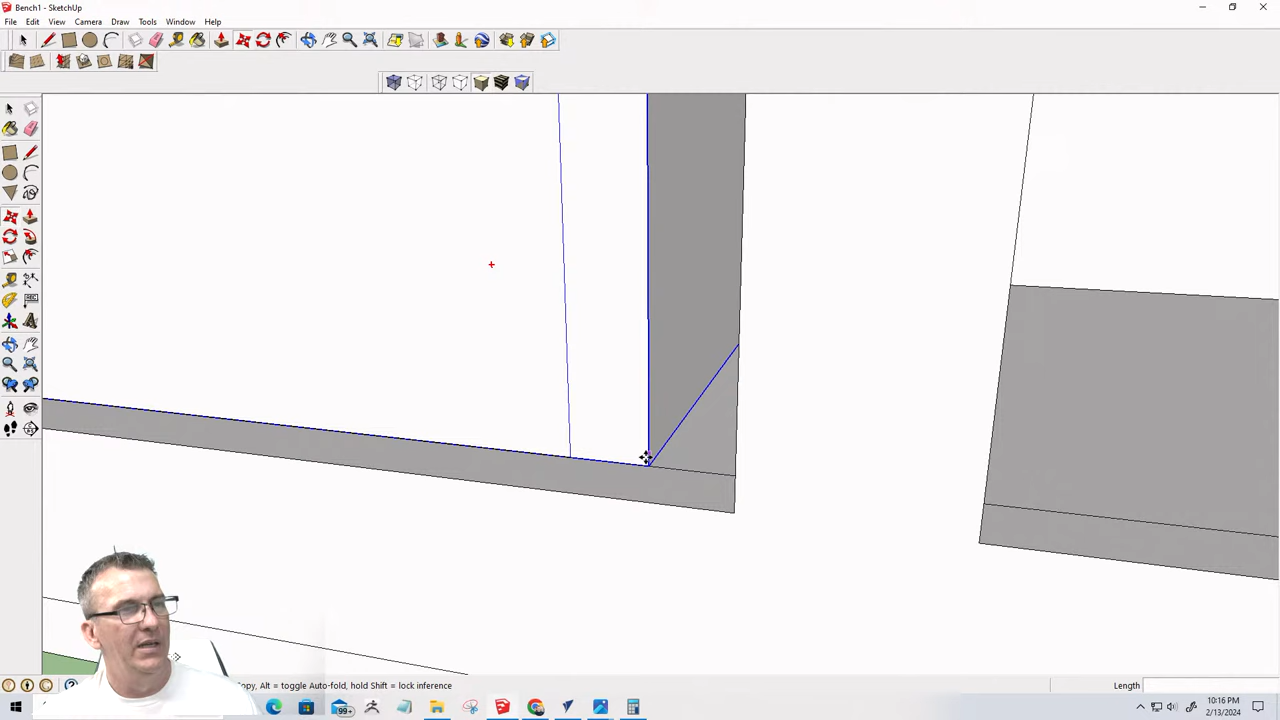 Bench1 - SketchUp
File Edit View Camera Draw Tools Window Help
opy, Alt = toggle Auto-fold, hold Shift = lock inference
Length
99+
10:16 PM
2/13/2024